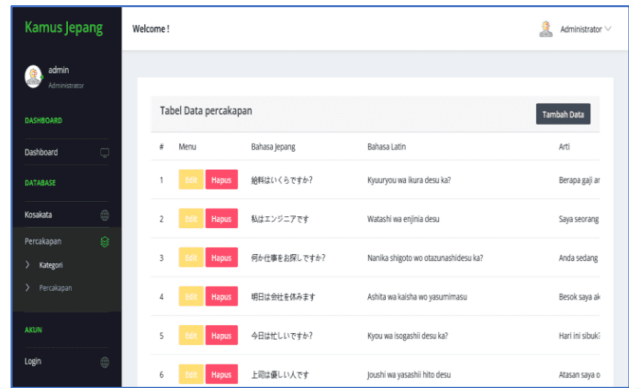 Kamus Jepang
Welcome !
Administrator
admin
Administrator
DASHBOARD
Dashboard
DATABASE
Kosakata
Percakapan
Kategori
Percakapan
AKUN
Login
Tabel Data percakapan
Tambah Data
# Menu Bahasa Jepang Bahasa Latin Arti
1 Edit Hapus 給料はいくらですか? Kyuuryou wa ikura desu ka? Berapa gaji
2 Edit Hapus 私はエンジニアです Watashi wa enjinia desu Saya seorang
3 Edit Hapus 何か仕事をお探しですか? Nanika shigoto wo otazunashidesu ka? Anda sedang
4 Edit Hapus 明日は会社を休みます Ashita wa kaisha wo yasumimasu Besok saya
5 Edit Hapus 今日は忙しいですか? Kyou wa isogashii desu ka? Hari ini sibuk
6 Edit Hapus 上司は優しい人です Joushi wa yasashii hito desu Atasan saya